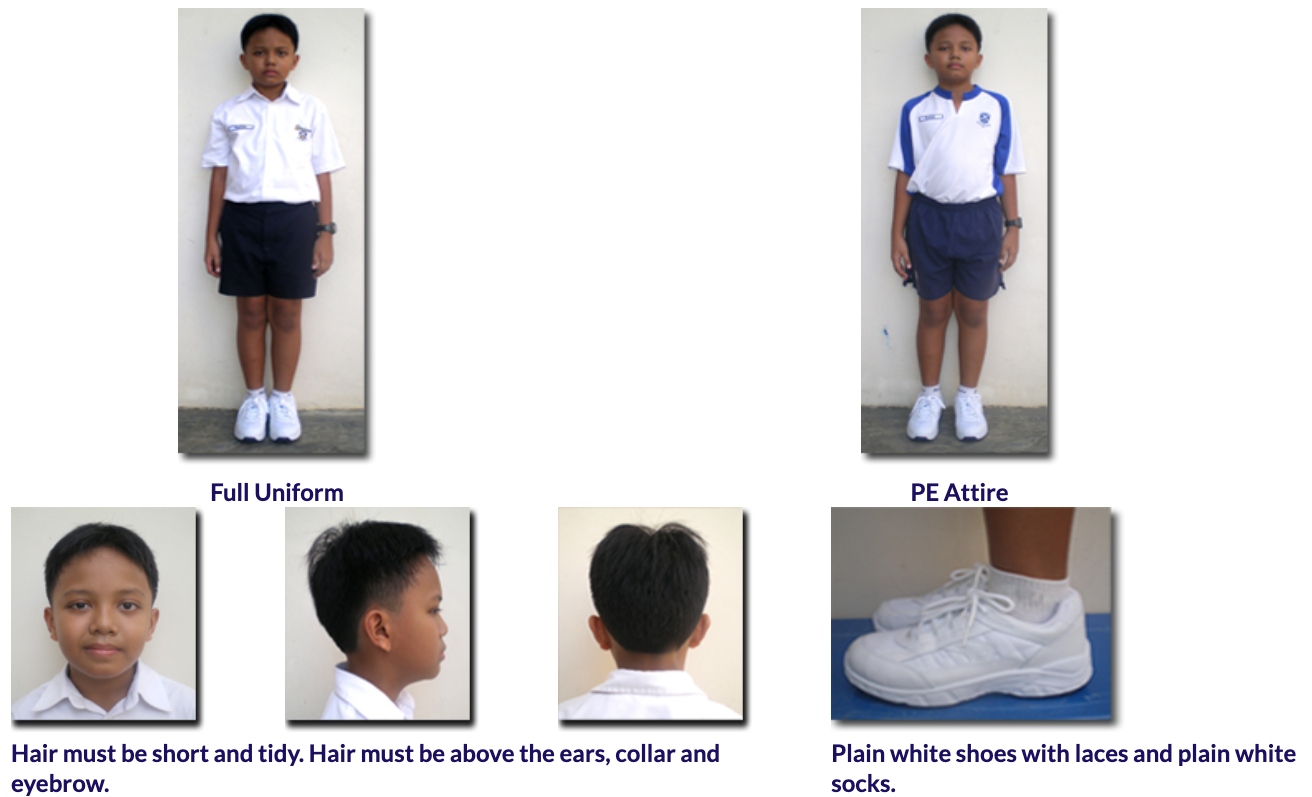 Full Uniform
PE Attire
Hair must be short and tidy. Hair must be above the ears, collar and
eyebrow.
Plain white shoes with laces and plain white
socks.